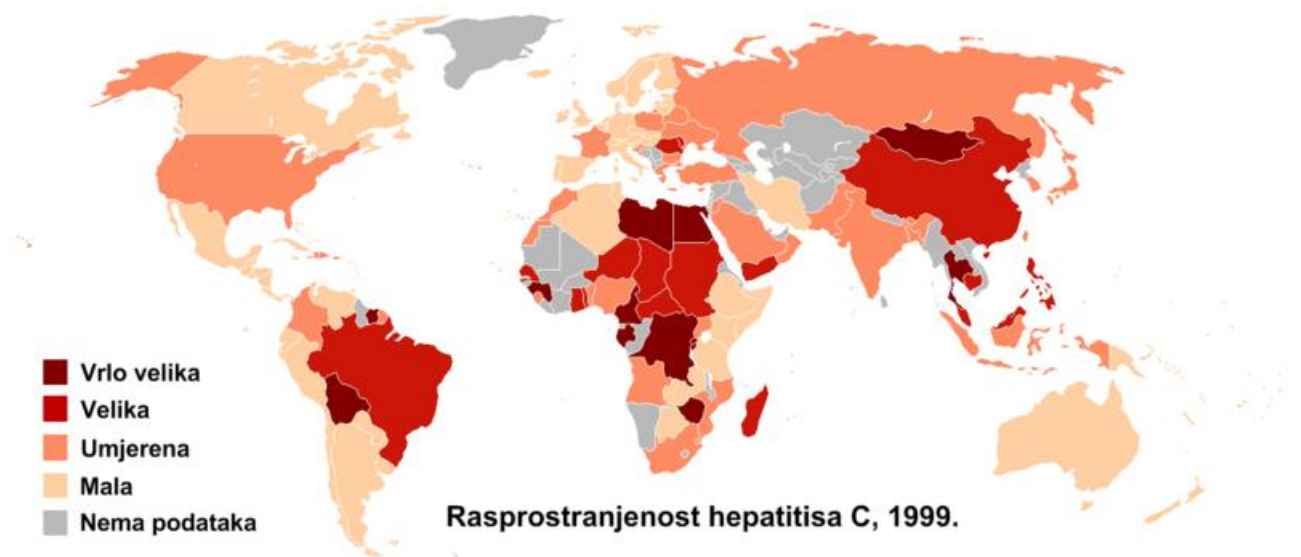 Vrlo velika
Velika
Umjerena
Mala
Nema podataka
Rasprostranjenost hepatitisa C, 1999.